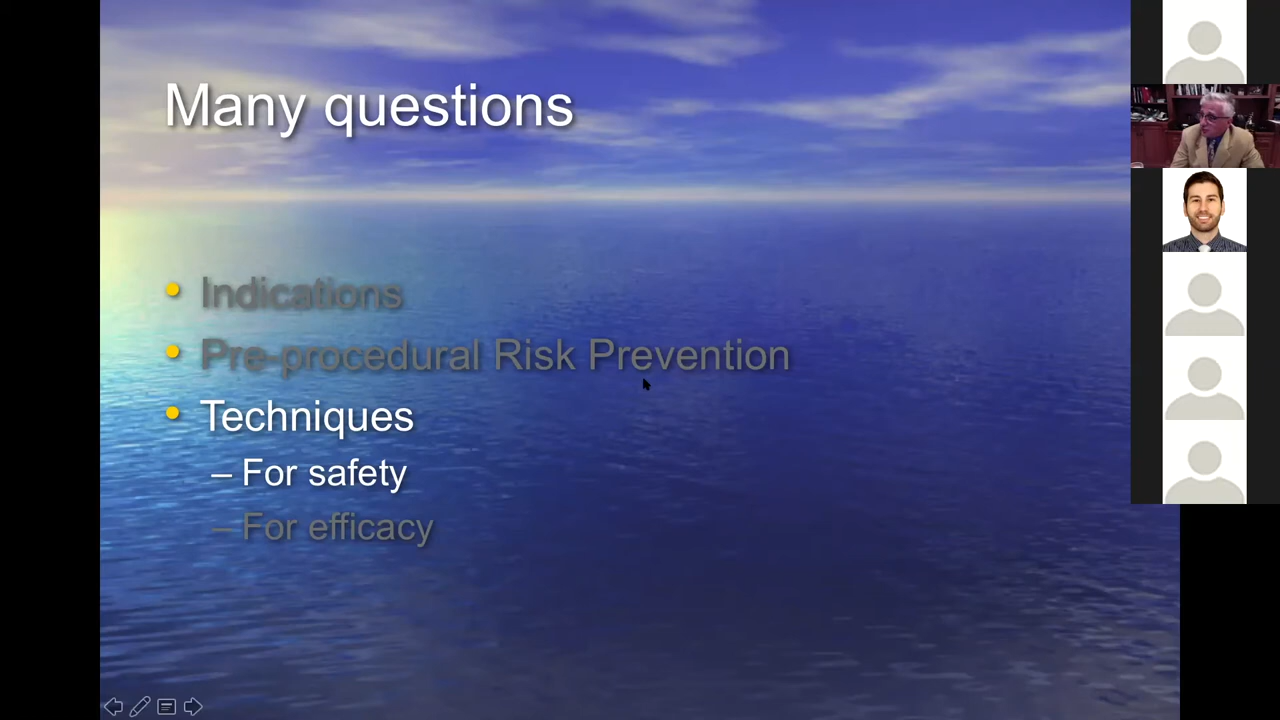 Many questions
• Indications
• Pre-procedural Risk Prevention
• Techniques
– For safety
– For efficacy